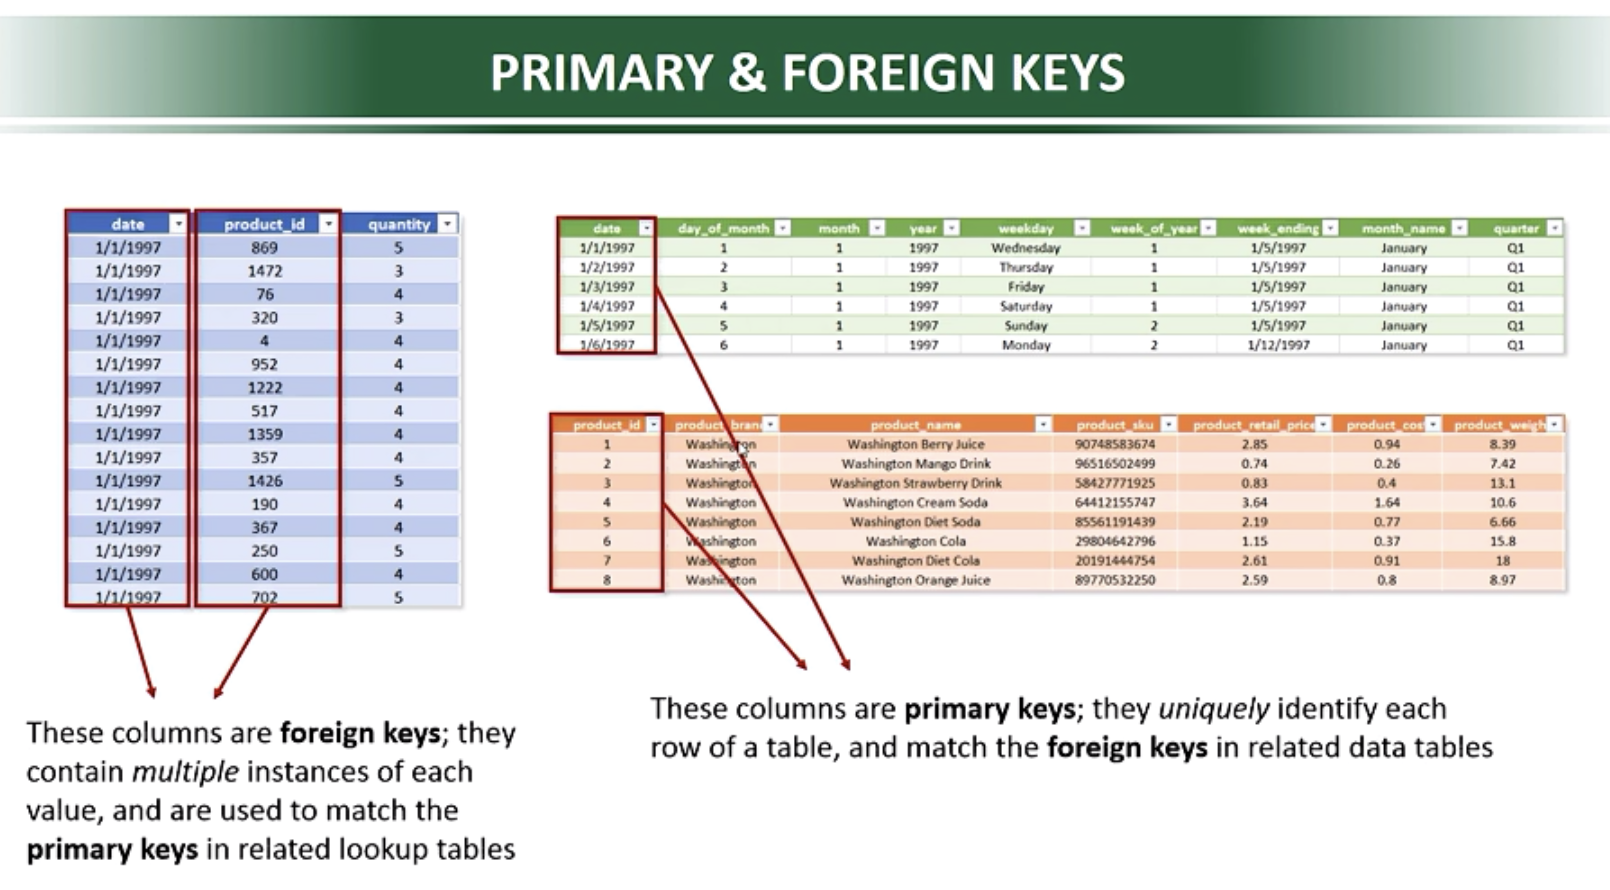 PRIMARY & FOREIGN KEYS
date product_id quantity
1/1/1997 869 5
1/1/1997 1472 3
1/1/1997 76 4
1/1/1997 320 3
1/1/1997 4 4
1/1/1997 952 4
1/1/1997 1222 4
1/1/1997 517 4
1/1/1997 1359 4
1/1/1997 357 4
1/1/1997 1426 5
1/1/1997 190 4
1/1/1997 367 4
1/1/1997 250 5
1/1/1997 600 4
1/1/1997 702 5
These columns are foreign keys; they
contain multiple instances of each
value, and are used to match the
primary keys in related lookup tables
date day_of_month month year weekday week_of_year week_ending month_name quarter
1/1/1997 1 1 1997 Wednesday 1 1/5/1997 January Q1
1/2/1997 2 1 1997 Thursday 1 1/5/1997 January Q1
1/3/1997 3 1 1997 Friday 1 1/5/1997 January Q1
1/4/1997 4 1 1997 Saturday 1 1/5/1997 January Q1
1/5/1997 5 1 1997 Sunday 2 1/5/1997 January Q1
1/6/1997 6 1 1997 Monday 2 1/12/1997 January Q1
product_id product_bran product_name product_sku product_retail_price product_cos product_weigh
1 Washington Washington Berry Juice 90748583674 2.85 0.94 8.39
2 Washington Washington Mango Drink 96516502499 0.74 0.26 7.42
3 Washington Washington Strawberry Drink 58427771925 0.83 0.4 13.1
4 Washington Washington Cream Soda 64412155747 3.64 1.64 10.6
5 Washington Washington Diet Soda 85561191439 2.19 0.77 6.66
6 Washington Washington Cola 29804642796 1.15 0.37 15.8
7 Washington Washington Diet Cola 20191444754 2.61 0.91 18
8 Washington Washington Orange Juice 89770532250 2.59 0.8 8.97
These columns are primary keys; they uniquely identify each
row of a table, and match the foreign keys in related data tables